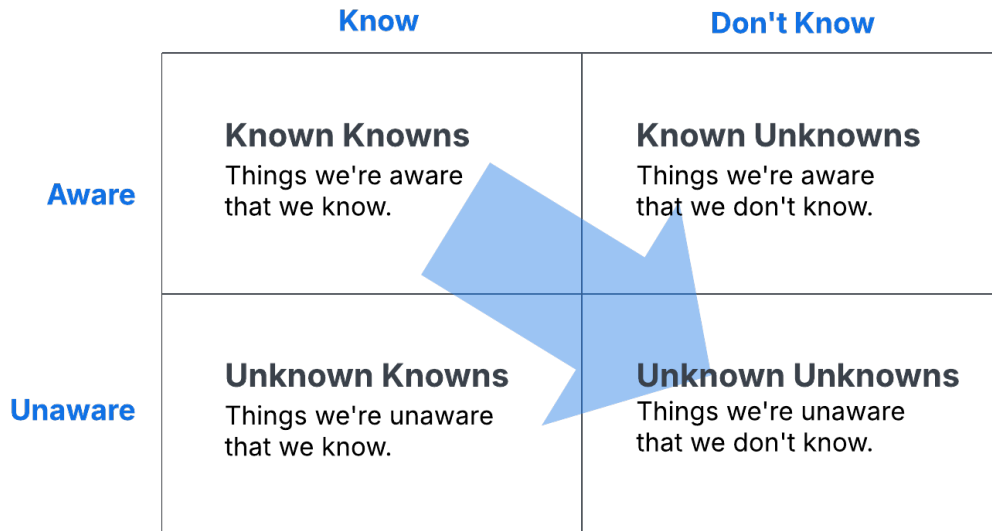 Know
Don't Know
Aware
Known Knowns
Things we're aware
that we know.
Known Unknowns
Things we're aware
that we don't know.
Unaware
Unknown Knowns
Things we're unaware
that we know.
Unknown Unknowns
Things we're unaware
that we don't know.